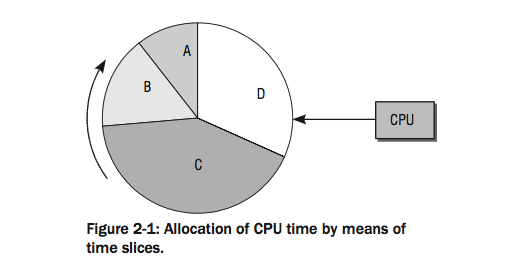 A
B
D
CPU
C
Figure 2-1: Allocation of CPU time by means of
time slices.